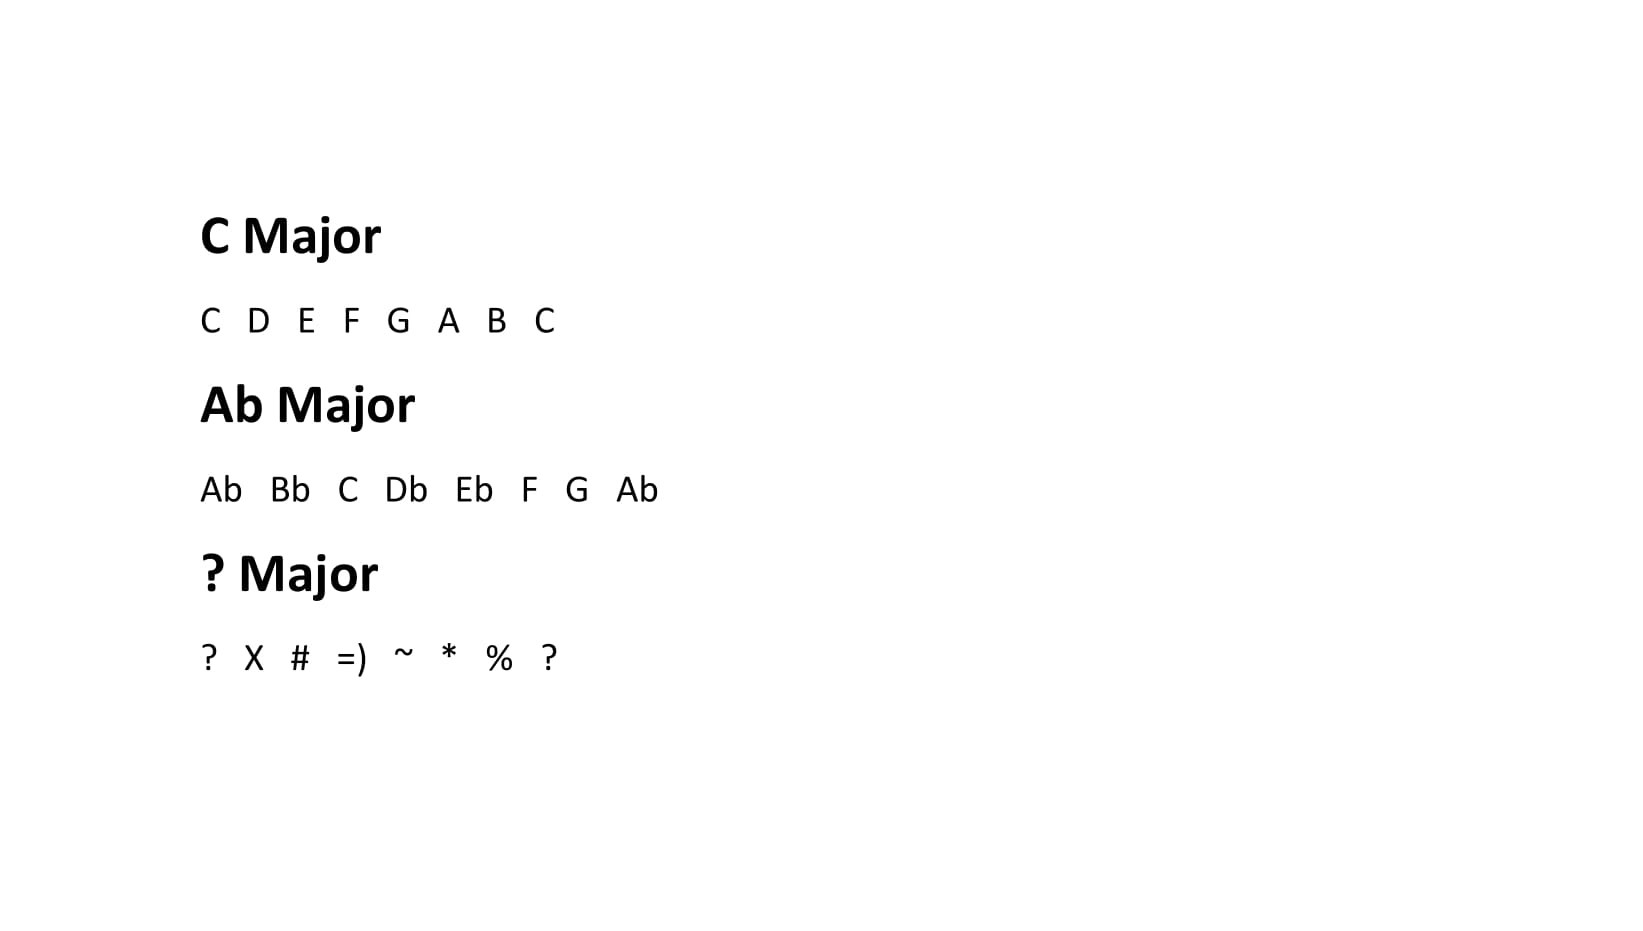 C Major
C D E F G A B C
Ab Major
Ab Bb C Db Eb F G Ab
? Major
? X # =) ~ * % ?